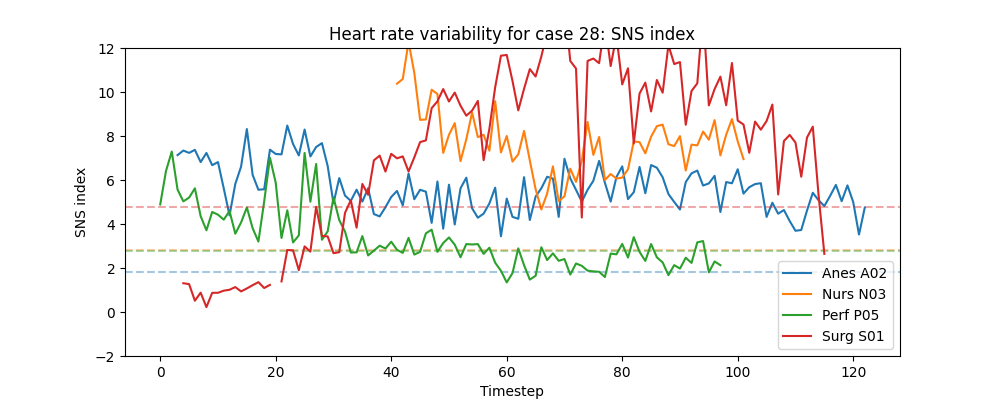 Heart rate variability for case 28: SNS index
12
10
8
6
4
2
0
−2
SNS index
0 20 40 60 80 100 120
Timestep
Anes A02
Nurs N03
Perf P05
Surg S01